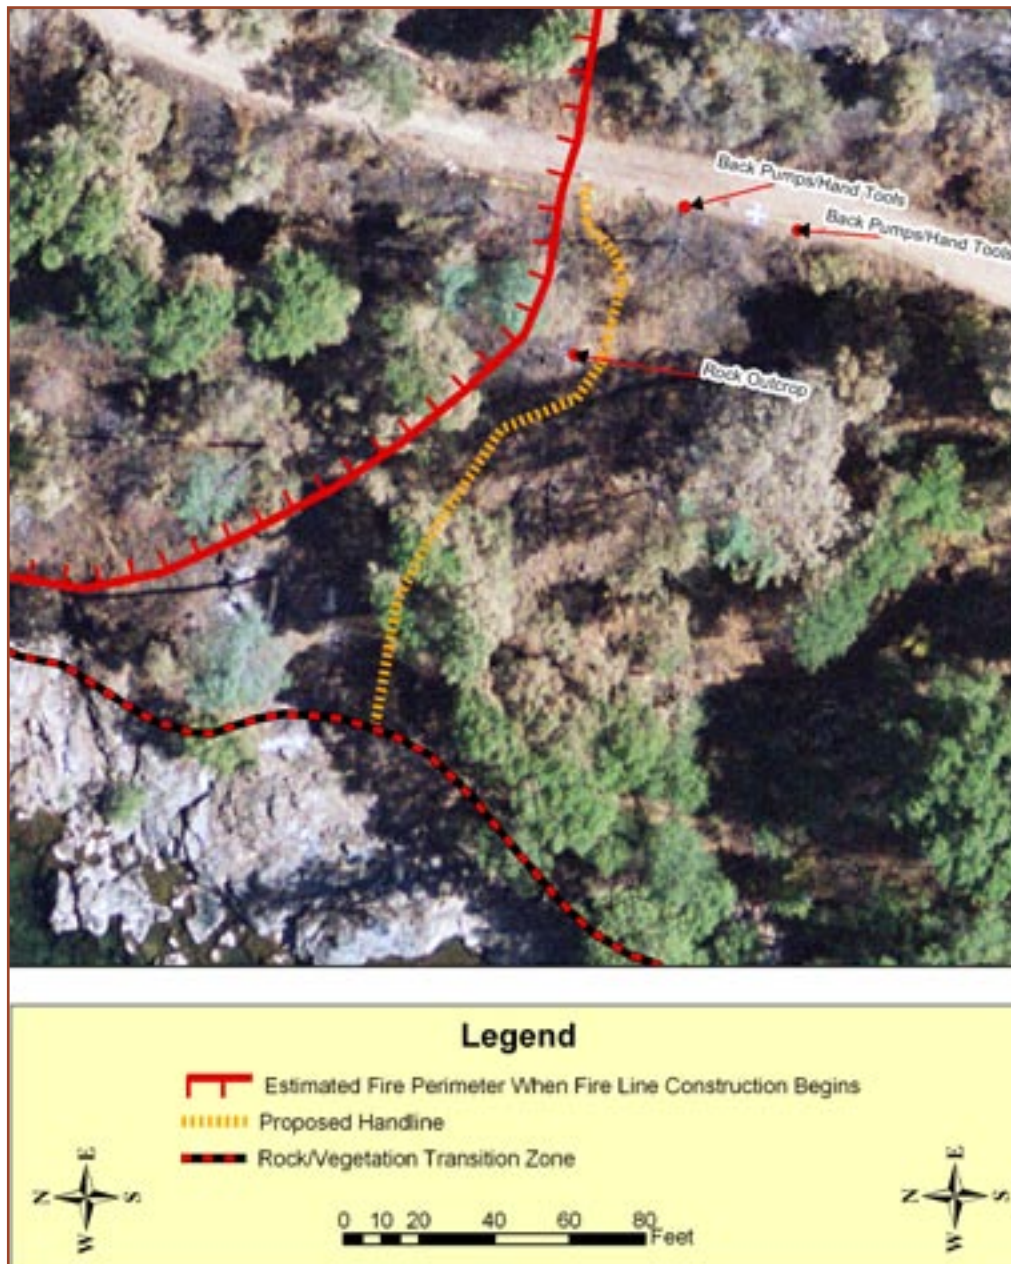 Back Pumps/Hand Tools
Back Pumps/Hand Tools
Rock Outcrop
Legend
Estimated Fire Perimeter When Fire Line Construction Begins
Proposed Handline
Rock/Vegetation Transition Zone
E
N S
W
E
N S
W
0 10 20 40 60 80
Feet